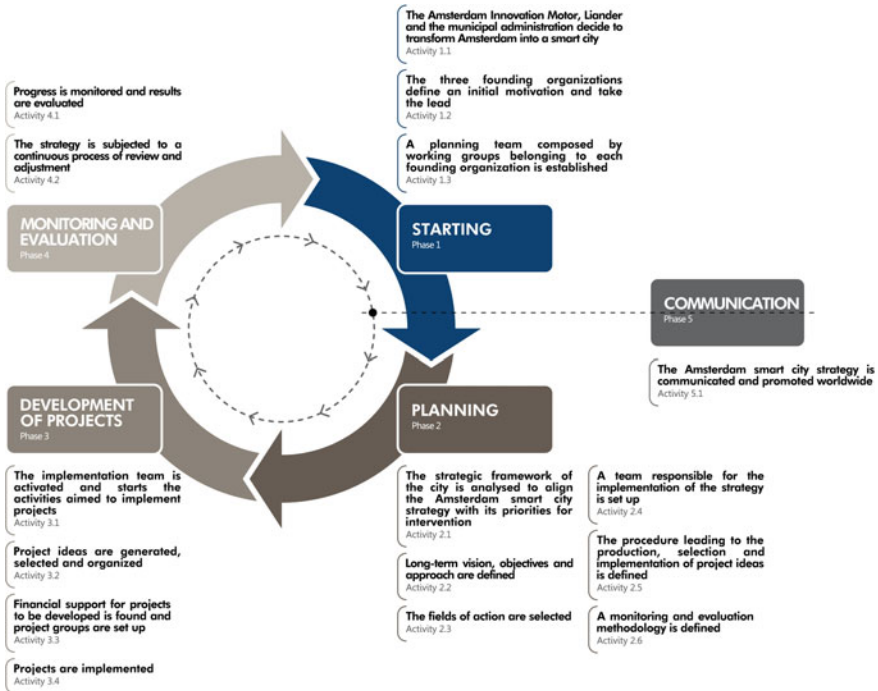 The Amsterdam Innovation Motor, Liander
and the municipal administration decide to
transform Amsterdam into a smart city
Activity 1.1
The three founding organizations
define an initial motivation and take
the lead
Activity 1.2
A planning team composed by
working groups belonging to each
founding organization is established
Activity 1.3
Progress is monitored and results
are evaluated
Activity 4.1
The strategy is subjected to a
continuous process of review and
adjustment
Activity 4.2
MONITORING AND
EVALUATION
Phase 4
STARTING
Phase 1
COMMUNICATION
Phase 5
The Amsterdam smart city strategy is
communicated and promoted worldwide
Activity 5.1
DEVELOPMENT
OF PROJECTS
Phase 3
PLANNING
Phase 2
The implementation team is
activated and starts the
activities aimed to implement
projects
Activity 3.1
Project ideas are generated,
selected and organized
Activity 3.2
Financial support for projects
to be developed is found and
project groups are set up
Activity 3.3
Projects are implemented
Activity 3.4
The strategic framework of
the city is analysed to align
the Amsterdam smart city
strategy with its priorities for
intervention
Activity 2.1
Long-term vision, objectives and
approach are defined
Activity 2.2
The fields of action are selected
Activity 2.3
A team responsible for the
implementation of the strategy
is set up
Activity 2.4
The procedure leading to the
production, selection and
implementation of project ideas
is defined
Activity 2.5
A monitoring and evaluation
methodology is defined
Activity 2.6